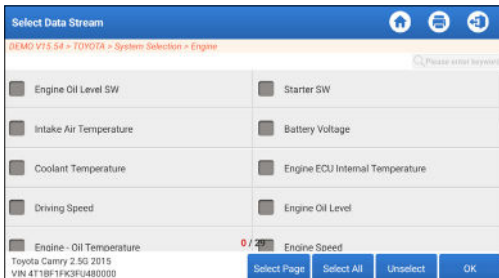 Select Data Stream
DEMO V15.54 > TOYOTA > System Selection > Engine
Please enter keyword
Engine Oil Level SW
Starter SW
Intake Air Temperature
Battery Voltage
Coolant Temperature
Engine ECU Internal Temperature
Driving Speed
Engine Oil Level
Engine - Oil Temperature
0 / 29
Engine Speed
Toyota Camry 2.5G 2015
VIN 4T1BF1FK3FU480000
Select Page
Select All
Unselect
OK